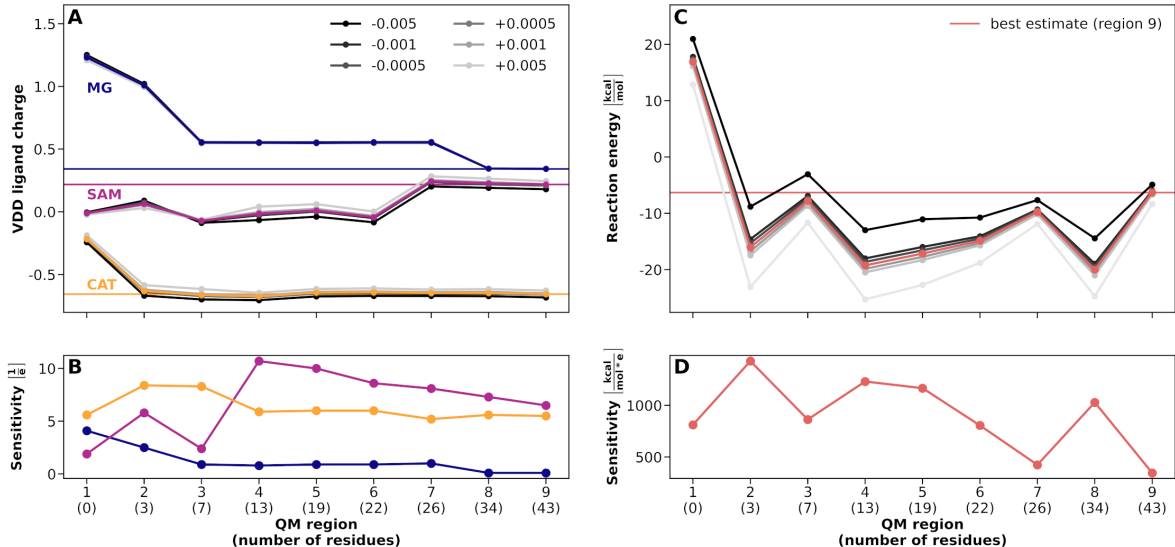 A
VDD ligand charge
1.5
1.0
0.5
0.0
-0.5
MG
SAM
CAT
-0.005
-0.001
-0.0005
+0.0005
+0.001
+0.005
B
Sensitivity [1/e]
10
5
0
1 2 3 4 5 6 7 8 9
(0) (3) (7) (13) (19) (22) (26) (34) (43)
QM region
(number of residues)
C
Reaction energy [kcal/mol]
20
10
0
-10
-20
best estimate (region 9)
D
Sensitivity [kcal/mol*e]
1000
500
1 2 3 4 5 6 7 8 9
(0) (3) (7) (13) (19) (22) (26) (34) (43)
QM region
(number of residues)